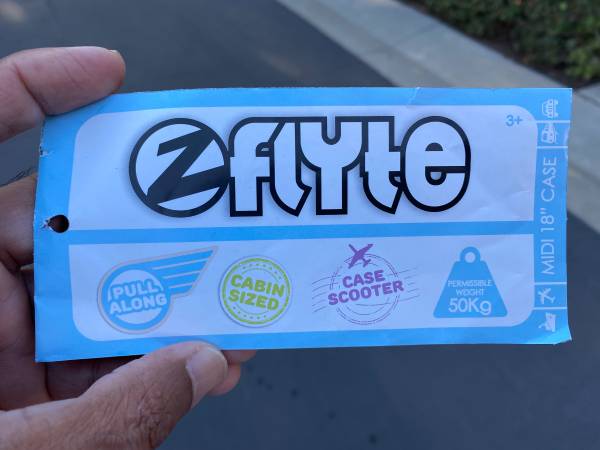 Zflyte
3+
MIDI 18" CASE
PULL
ALONG
CABIN
SIZED
CASE
SCOOTER
PERMISSIBLE
WEIGHT
50Kg